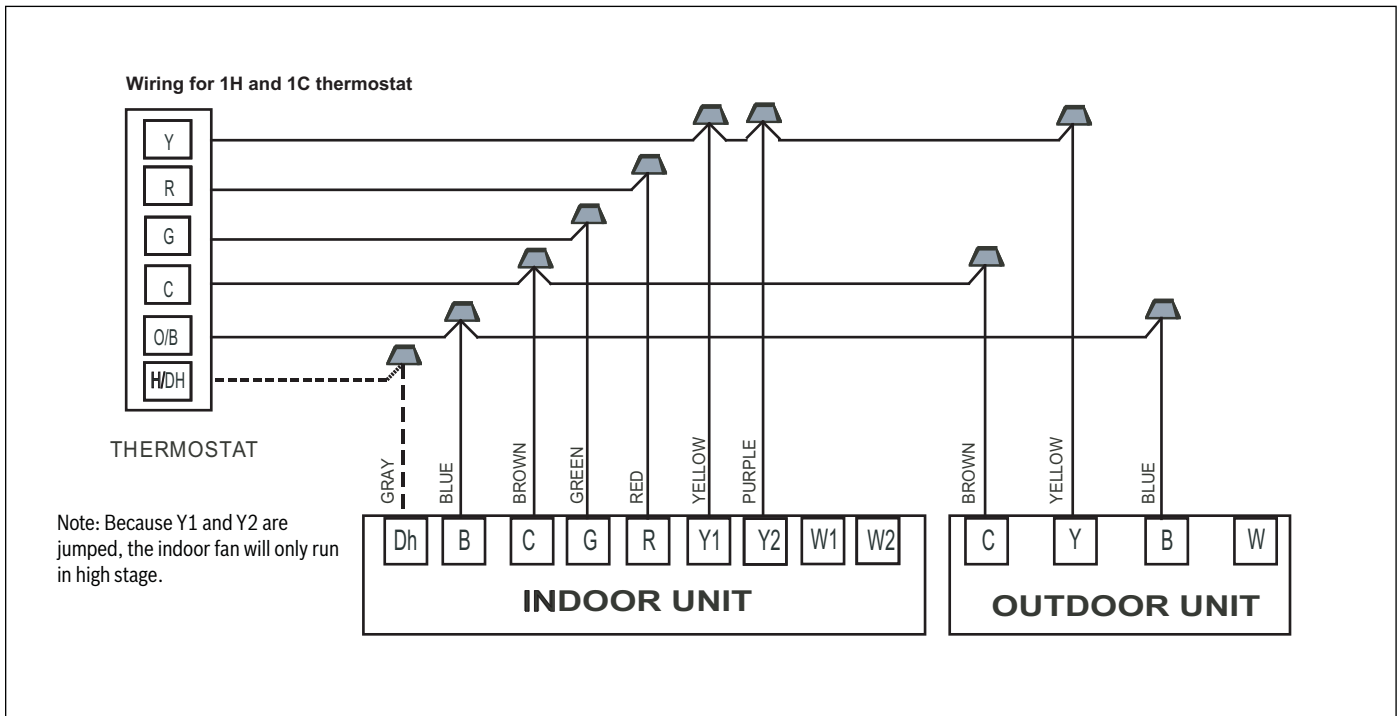 Wiring for 1H and 1C thermostat
Y
R
G
C
O/B
H/DH
THERMOSTAT
Note: Because Y1 and Y2 are
jumped, the indoor fan will only run
in high stage.
GRAY
BLUE
BROWN
GREEN
RED
YELLOW
PURPLE
Dh B C G R Y1 Y2 W1 W2
INDOOR UNIT
BROWN
YELLOW
BLUE
C Y B W
OUTDOOR UNIT